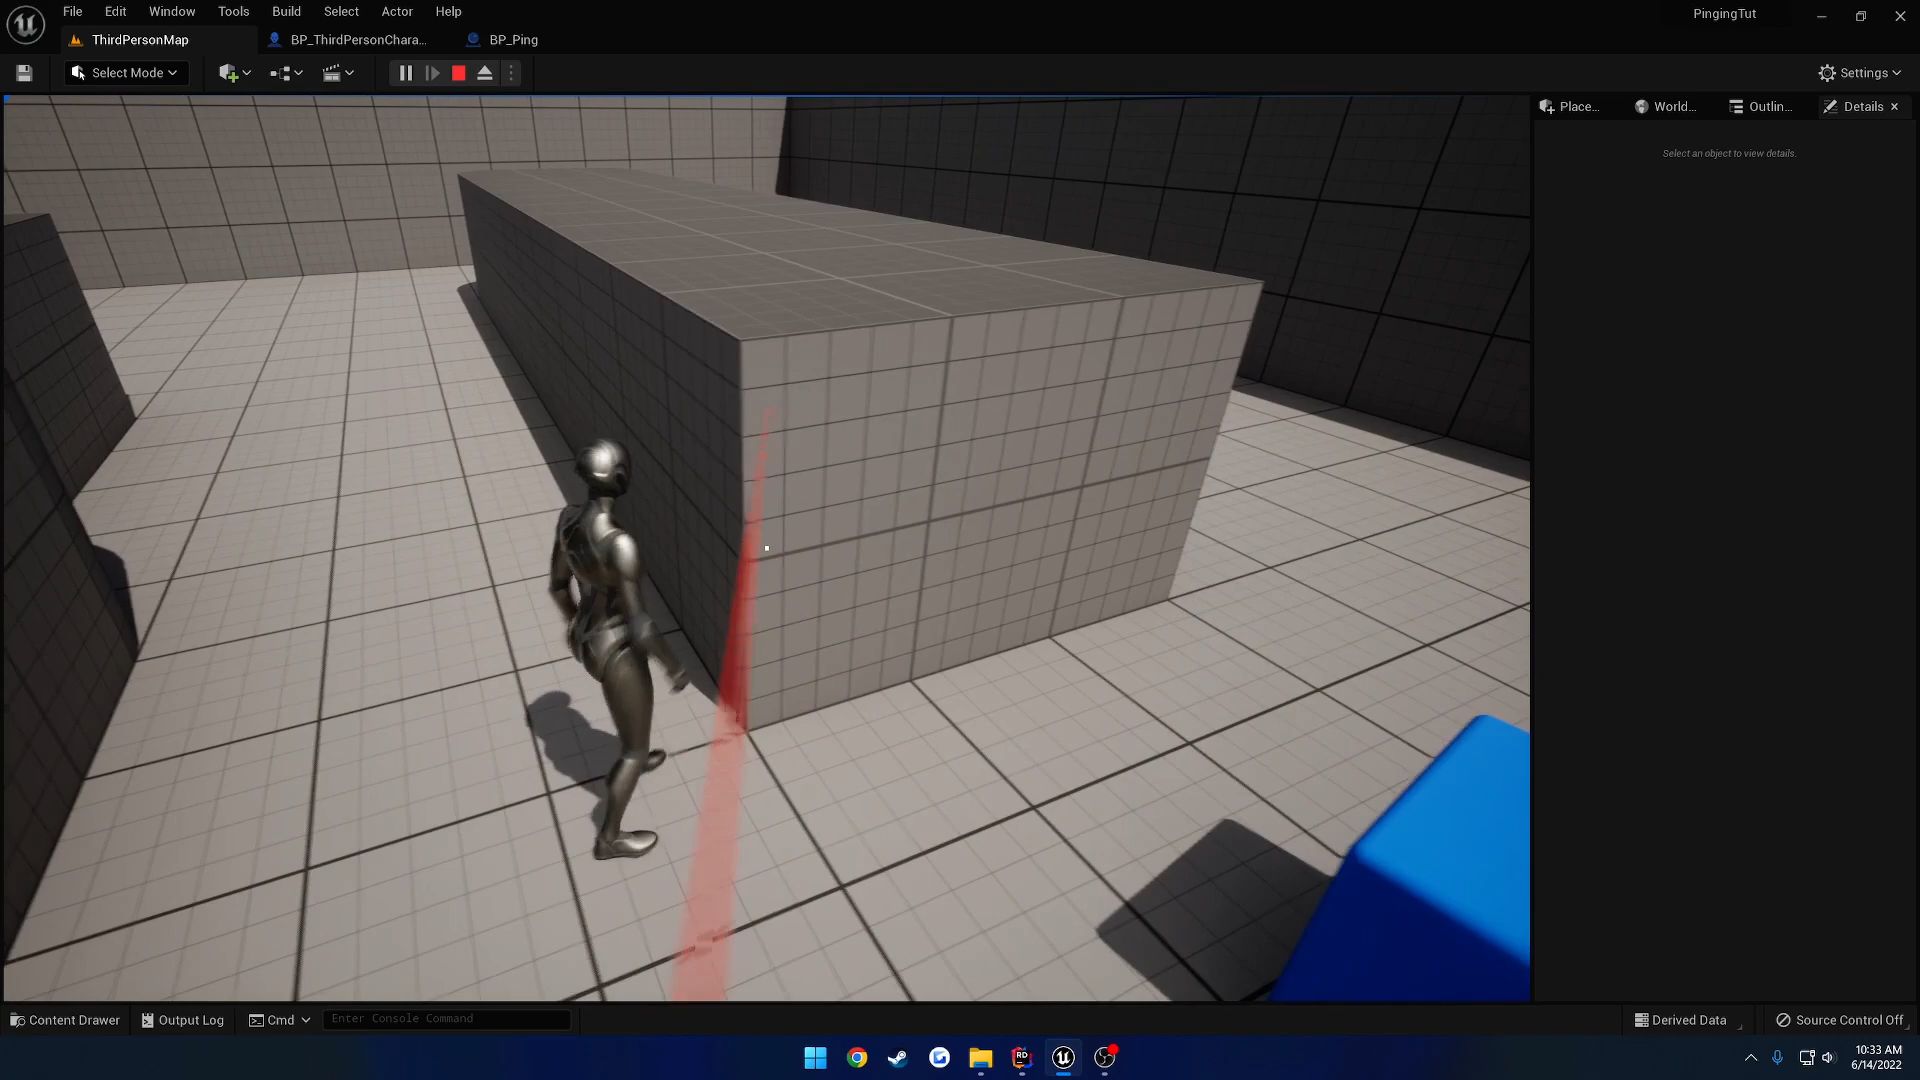 File Edit Window Tools Build Select Actor Help
PingingTut
ThirdPersonMap
BP_ThirdPersonChara...
BP_Ping
Select Mode
Settings
Place...
World...
Outlin...
Details
Select an object to view details.
Content Drawer
Output Log
Cmd
Enter Console Command
Derived Data
Source Control Off
RD
10:33 AM
6/14/2022